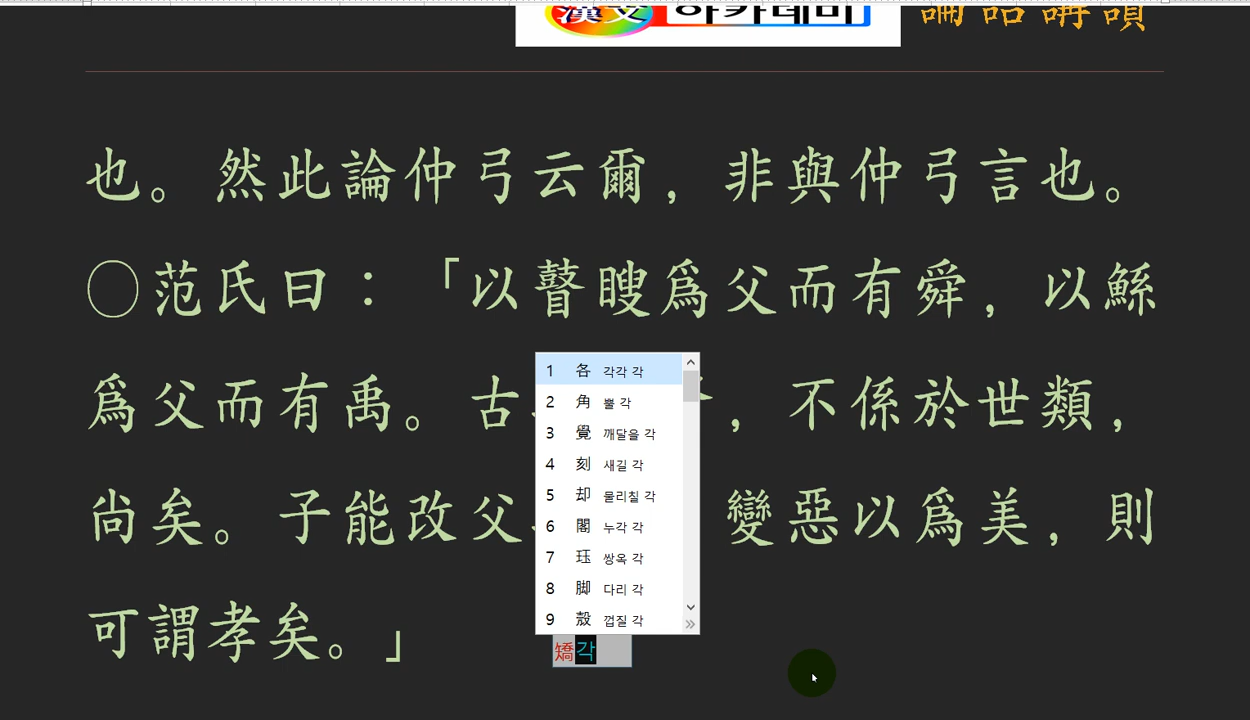 漢文 아카데미
也。然此論仲弓云爾，非與仲弓言也。
〇范氏曰：「以瞽瞍爲父而有舜，以鯀
爲父而有禹。古，不係於世類，
尚矣。子能改父變惡以爲美，則
可謂孝矣。」
1 各 각각 각
2 角 뿔 각
3 覺 깨달을 각
4 刻 새길 각
5 却 물리칠 각
6 閣 누각 각
7 珏 쌍옥 각
8 脚 다리 각
9 殼 껍질 각
矯각